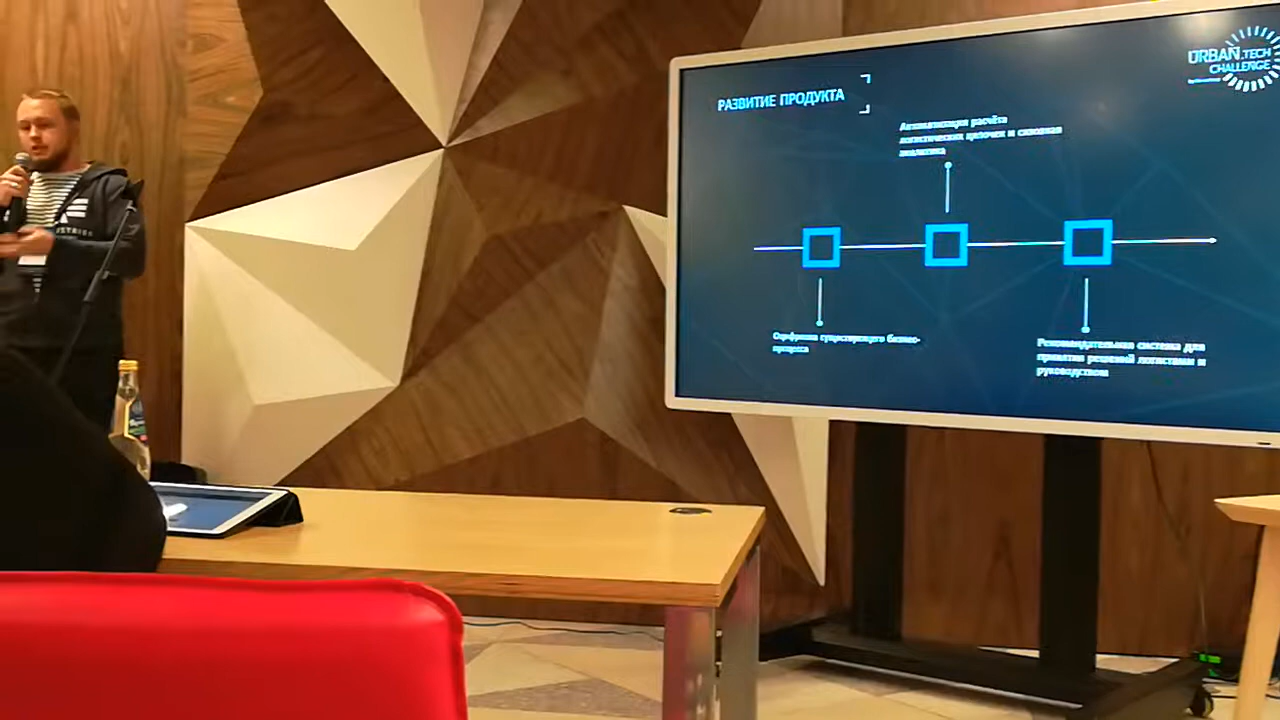 URBAN.TECH
CHALLENGE
РАЗВИТИЕ ПРОДУКТА
Автоматизация расчёта
логистических цепочек и сквозная
аналитика
Оцифровка существующего бизнес-
процесса
Рекомендательная система для
принятия решений логистами и
руководством